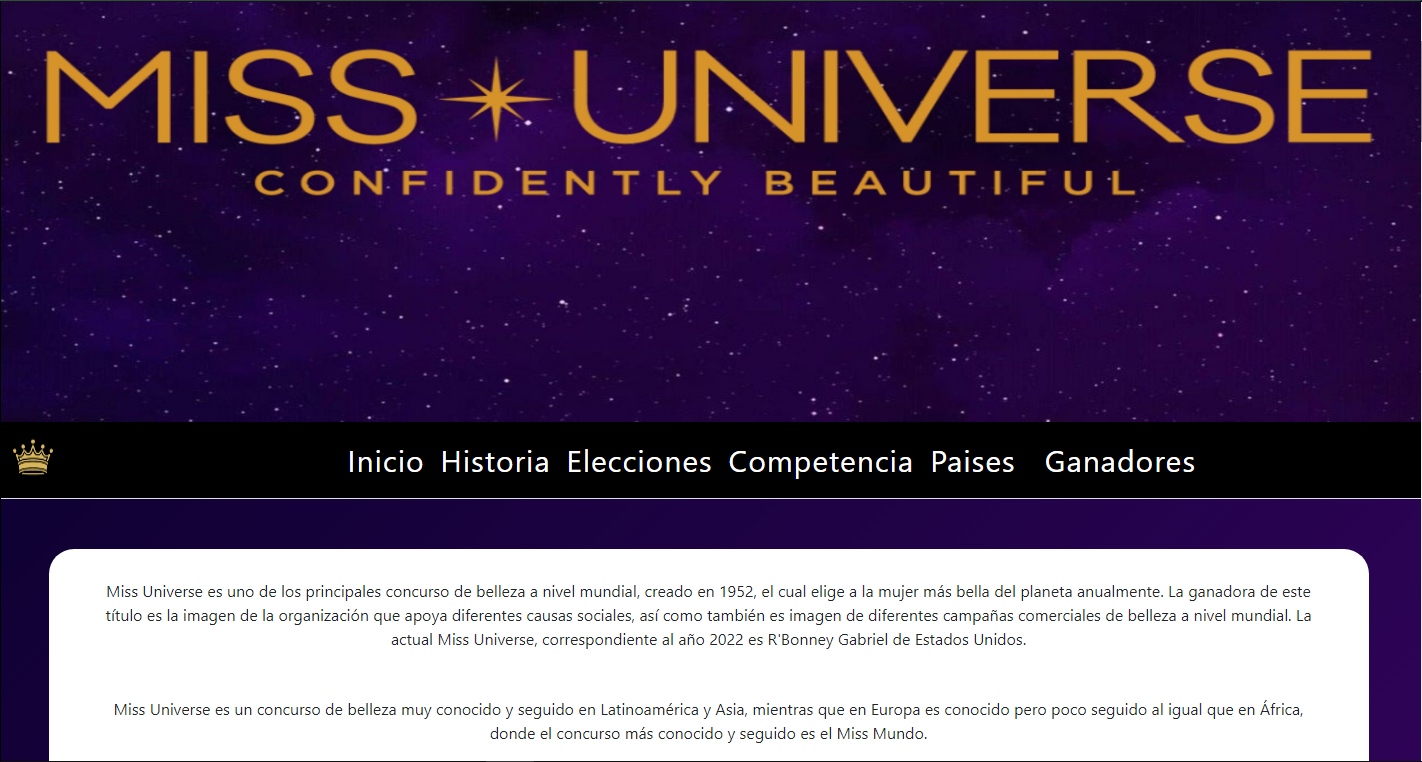 MISS UNIVERSE
CONFIDENTLY BEAUTIFUL
Inicio Historia Elecciones Competencia Paises Ganadores
Miss Universe es uno de los principales concurso de belleza a nivel mundial, creado en 1952, el cual elige a la mujer más bella del planeta anualmente. La ganadora de este
título es la imagen de la organización que apoya diferentes causas sociales, así como también es imagen de diferentes campañas comerciales de belleza a nivel mundial. La
actual Miss Universe, correspondiente al año 2022 es R'Bonney Gabriel de Estados Unidos.
Miss Universe es un concurso de belleza muy conocido y seguido en Latinoamérica y Asia, mientras que en Europa es conocido pero poco seguido al igual que en África,
donde el concurso más conocido y seguido es el Miss Mundo.